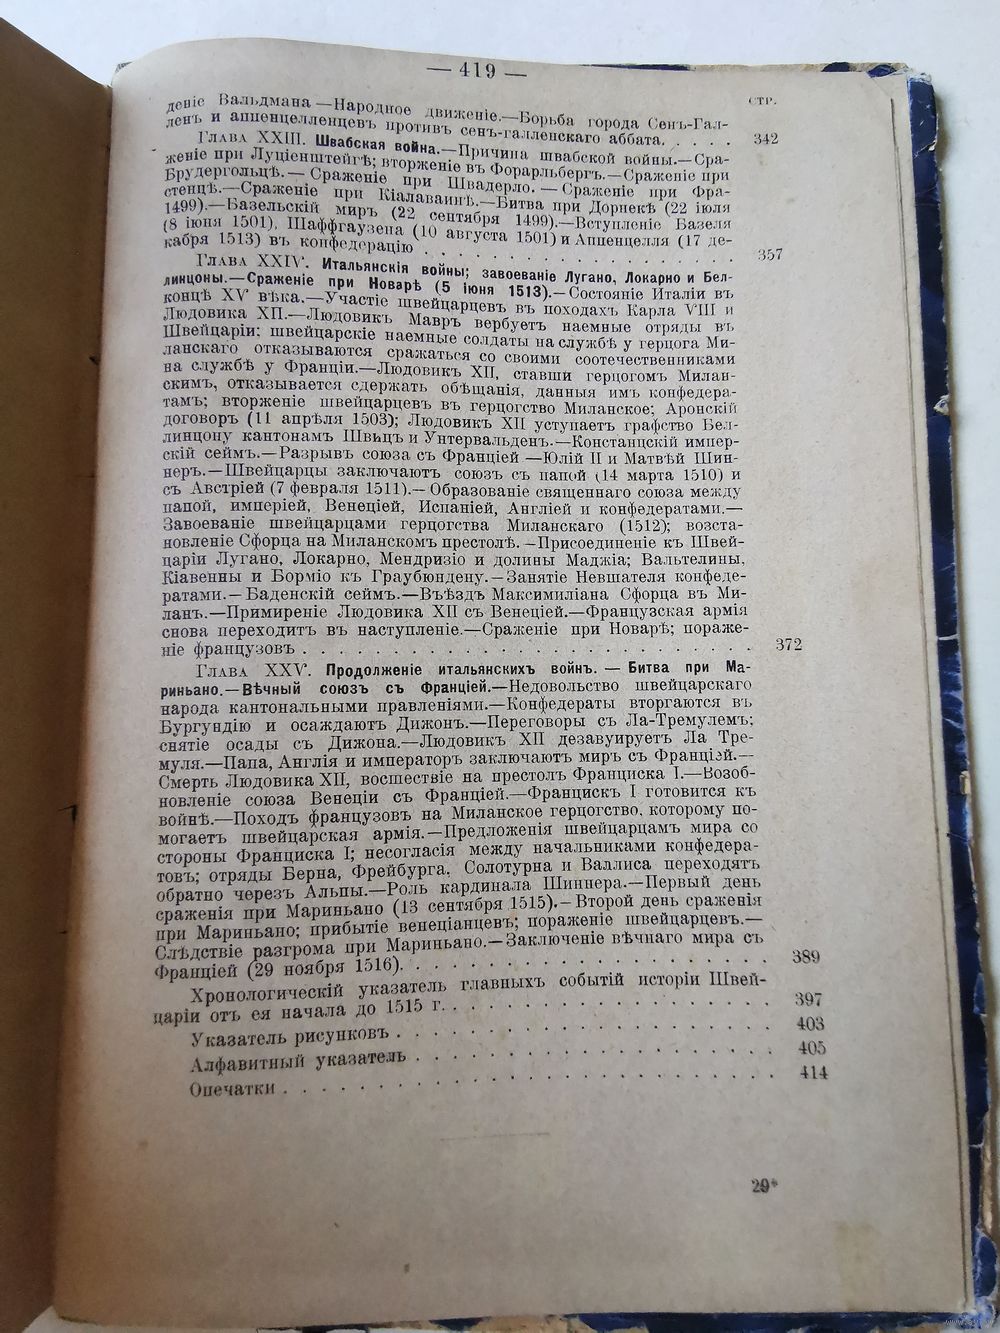 — 419 —
СТР.
деніе Вальдмана—Народное движеніе.—Борьба города Сен-Гал-
ленъ и аппенцелленцевъ противъ сенъ-галленскаго аббата. . . . . 342
Глава XXIII. Швабская война.—Причина швабской войны.—Сра-
женіе при Луціенштейгѣ; вторженіе въ Форарльбергъ.—Сраженіе при
Брудергольцѣ.—Сраженіе при Швадерло.—Сраженіе при Фра-
стенцѣ.—Сраженіе при Кіалаваинѣ.—Битва при Дорнекѣ (22 іюля
1499).—Базельскій миръ (22 сентября 1499).—Вступленіе Базеля
(8 іюня 1501), Шаффгаузена (10 августа 1501) и Аппенцелля (17 де-
кабря 1513) въ конфедерацію . . . . . . . . . . . . . . . . . . 357
Глава XXIV. Итальянскія войны; завоеваніе Лугано, Локарно и Бел-
линцоны.—Сраженіе при Новарѣ (5 іюня 1513).—Состояніе Италіи въ
концѣ XV вѣка.—Участіе швейцарцевъ въ походахъ Карла VIII и
Людовика XII.—Людовикъ Мавръ вербуетъ наемные отряды въ
Швейцаріи; швейцарскіе наемные солдаты на службѣ у герцога Ми-
ланскаго отказываются сражаться со своими соотечественниками
на службѣ у Франціи.—Людовикъ XII, ставши герцогомъ Милан-
скимъ, отказывается сдержать обѣщанія, данныя имъ конфедера-
тамъ; вторженіе швейцарцевъ въ герцогство Миланское; Аронскій
договоръ (11 апрѣля 1503); Людовикъ XII уступаетъ графство Бел-
линцону кантонамъ Швьцъ и Унтервальденъ.—Констанцскій импер-
скій сеймъ.—Разрывъ союза съ Франціей—Юлій II и Матвѣй Шин-
неръ.—Швейцарцы заключаютъ союзъ съ папой (14 марта 1510) и
съ Австріей (7 февраля 1511).—Образованіе священнаго союза между
папой, имперіей, Венеціей, Испаніей, Англіей и конфедератами.—
Завоеваніе швейцарцами герцогства Миланскаго (1512); возста-
новленіе Сфорца на Миланскомъ престолѣ.—Присоединеніе къ Швей-
царіи Лугано, Локарно, Мендризіо и долины Маджіа; Вальтелины,
Кіавенны и Борміо къ Граубюндену.—Занятіе Невшателя конфеде-
ратами.—Баденскій сеймъ.—Въѣздъ Максимиліана Сфорца въ Ми-
ланъ.—Примиреніе Людовика XII съ Венеціей.—Французская армія
снова переходитъ въ наступленіе.—Сраженіе при Новарѣ; пораже-
ніе французовъ . . . . . . . . . . . . . . . . . . . . . . . . 372
Глава XXV. Продолженіе итальянскихъ войнъ. — Битва при Ма-
риньано.—Вѣчный союзъ съ Франціей.—Недовольство швейцарскаго
народа кантональными правленіями.—Конфедераты вторгаются въ
Бургундію и осаждаютъ Дижонъ.—Переговоры съ Ла-Тремулемъ;
снятіе осады съ Дижона.—Людовикъ XII дезавуируетъ Ла Тре-
муля.—Папа, Англія и императоръ заключаютъ миръ съ Франціей.—
Смерть Людовика XII, восшествіе на престолъ Франциска I.—Возоб-
новленіе союза Венеціи съ Франціей.—Францискъ I готовится къ
войнѣ.—Походъ французовъ на Миланское герцогство, которому по-
могаетъ швейцарская армія.—Предложенія швейцарцамъ мира со
стороны Франциска I; несогласія между начальниками конфедера-
товъ; отряды Берна, Фрейбурга, Солотурна и Валлиса переходятъ
обратно черезъ Альпы.—Роль кардинала Шиннера.—Первый день
сраженія при Мариньано (13 сентября 1515).—Второй день сраженія
при Мариньано; прибытіе венеціанцевъ; пораженіе швейцарцевъ.—
Слѣдствіе разгрома при Мариньано.—Заключеніе вѣчнаго мира съ
Франціей (29 ноября 1516). . . . . . . . . . . . . . . . . . . . 389
Хронологическій указатель главныхъ событій исторіи Швей-
царіи отъ ея начала до 1515 г. . . . . . . . . . . . . . . . . . 397
Указатель рисунковъ . . . . . . . . . . . . . . . . . . . . 403
Алфавитный указатель . . . . . . . . . . . . . . . . . . . 405
Опечатки . . . . . . . . . . . . . . . . . . . . . . . . . 414
29*